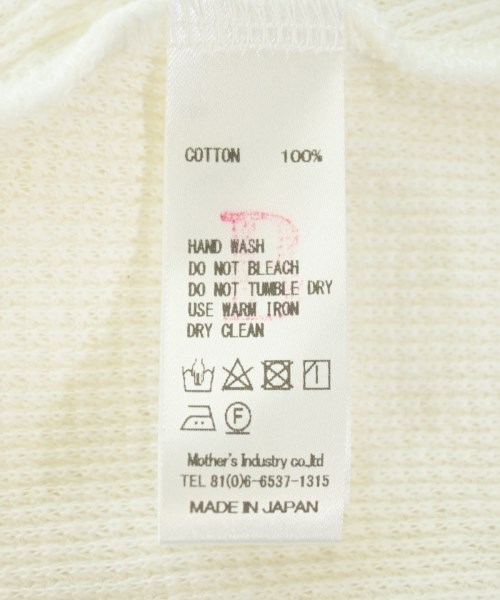 COTTON 100%
B
HAND WASH
DO NOT BLEACH
DO NOT TUMBLE DRY
USE WARM IRON
DRY CLEAN
F
Mother's Industry co.,ltd
TEL 81(0)6-6537-1315
MADE IN JAPAN